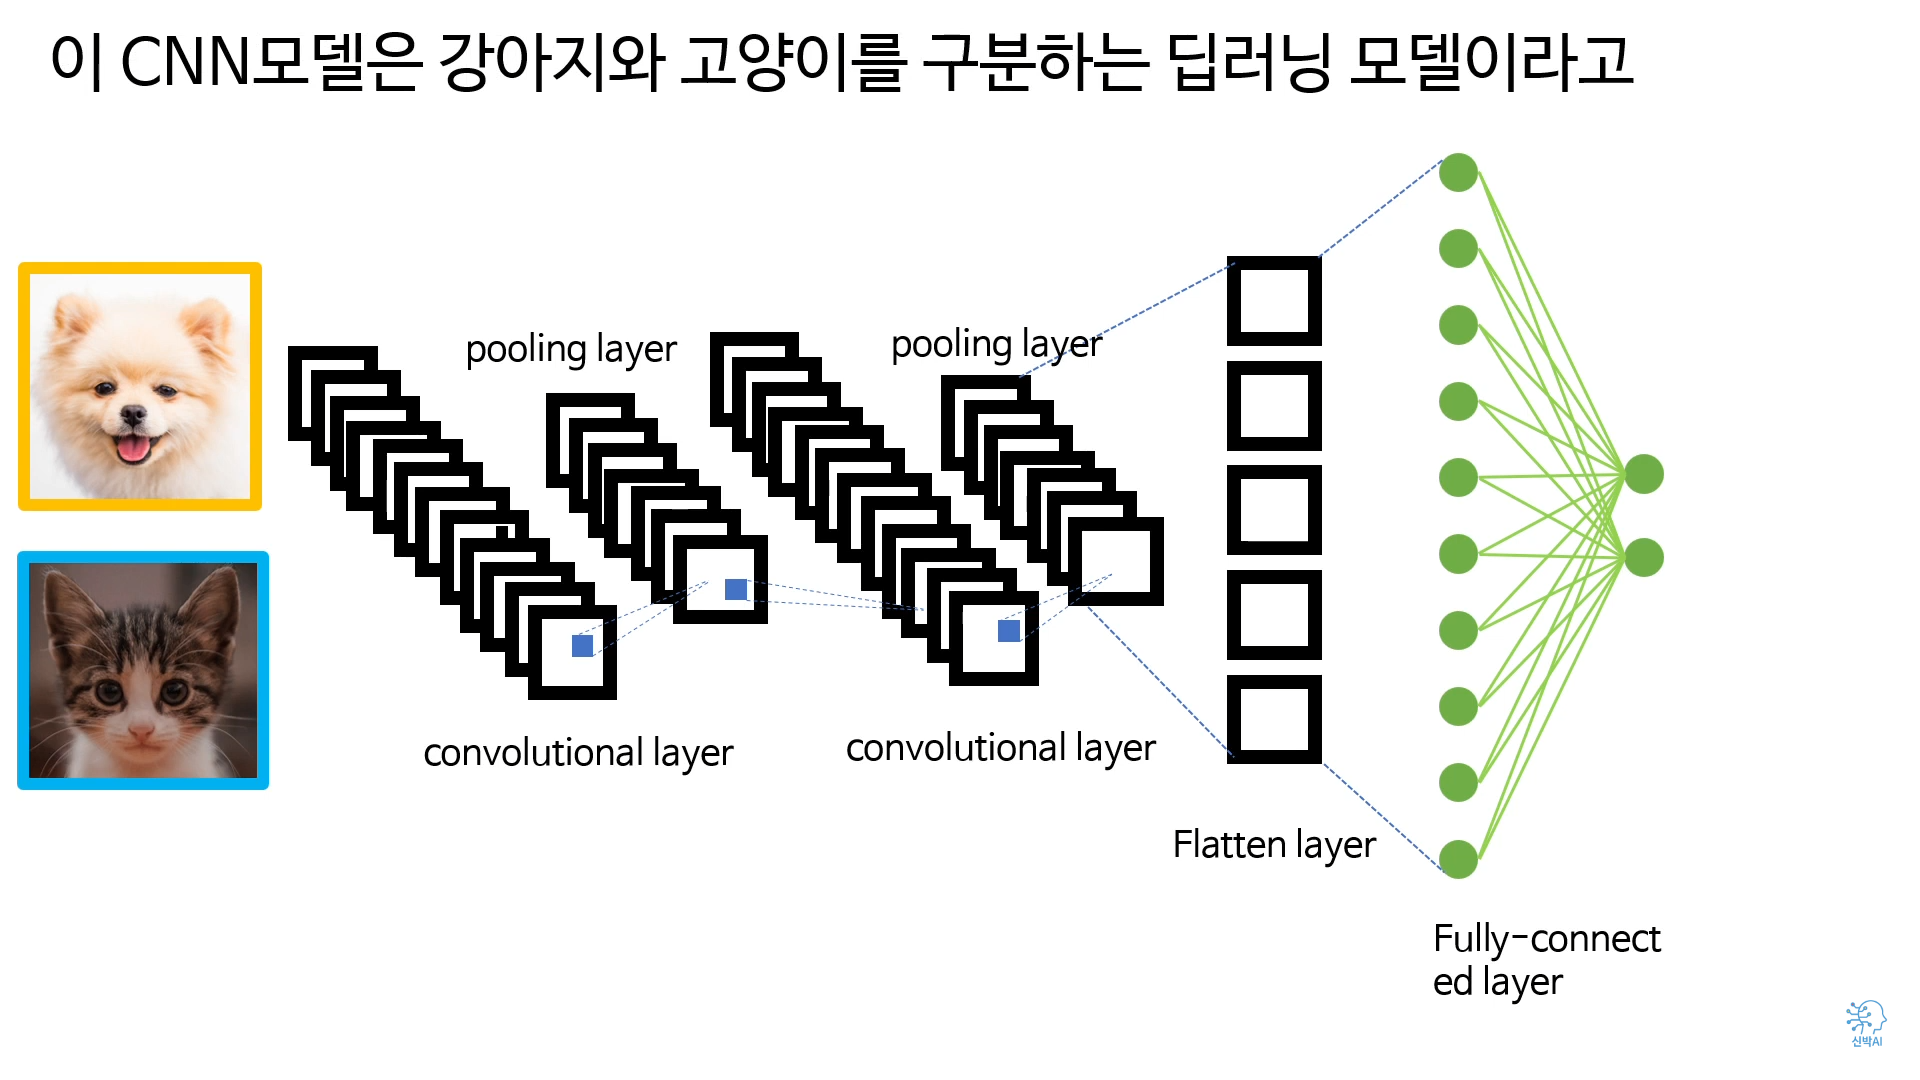 이 CNN모델은 강아지와 고양이를 구분하는 딥러닝 모델이라고
pooling layer
pooling layer
convolutional layer
convolutional layer
Flatten layer
Fully-connect
ed layer
신박AI